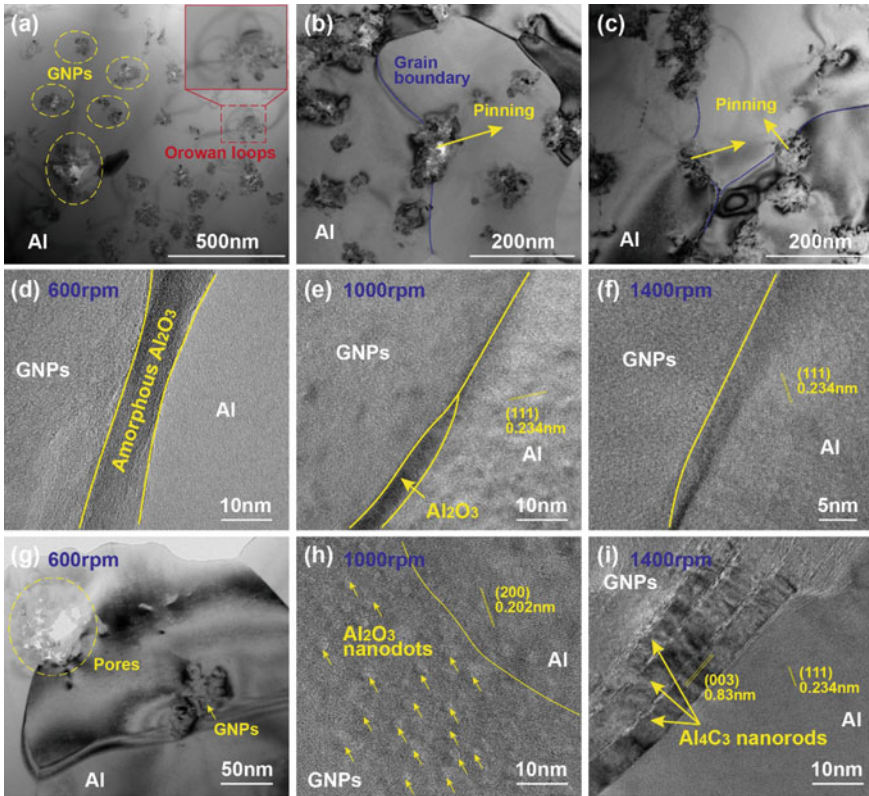 (a)
GNPs
Orowan loops
Al
500nm
(b)
Grain
boundary
Pinning
Al
200nm
(c)
Pinning
Al
200nm
(d) 600rpm
GNPs
Amorphous Al₂O₃
Al
10nm
(e) 1000rpm
GNPs
(111)
0.234nm
Al
Al₂O₃
10nm
(f) 1400rpm
GNPs
(111)
0.234nm
Al
5nm
(g) 600rpm
Pores
GNPs
Al
50nm
(h) 1000rpm
(200)
0.202nm
Al₂O₃
nanodots
Al
GNPs
10nm
(i) 1400rpm
GNPs
(003)
0.83nm
(111)
0.234nm
Al
Al₄C₃ nanorods
10nm